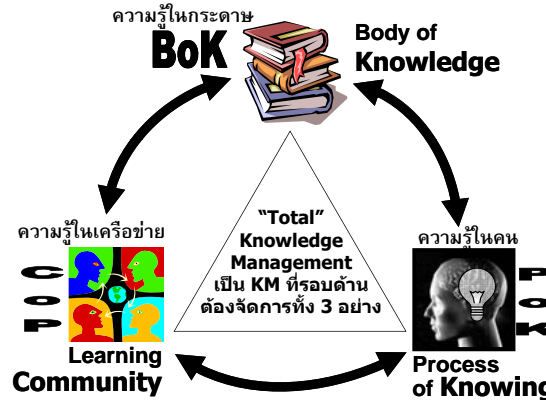 ความรู้ในกระดาษ
BoK
Body of
Knowledge
"Total"
Knowledge
Management
เป็น KM ที่รอบด้าน
ต้องจัดการทั้ง 3 อย่าง
ความรู้ในเครือข่าย
CoP
Learning
Community
ความรู้ในคน
PoK
Process
of Knowing